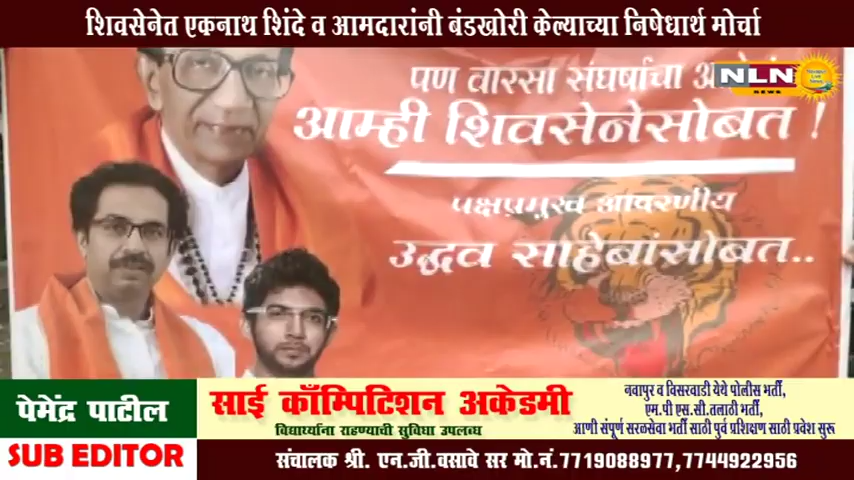 शिवसेनेत एकनाथ शिंदे व आमदारांनी बंडखोरी केल्याच्या निषेधार्थ मोर्चा
पण वारसा संघर्षाचा
NLN
NEWS
आम्ही शिवसेनेसोबत !
पक्षप्रमुख आदरणीय
उद्धव साहेबांसोबत..
पेमेंद्र पाटील
SUB EDITOR
साई कॉंम्पिटिशन अकेडमी
विद्यार्थ्यांना राहण्याची सुविधा उपलब्ध
नवापुर व विसरवाडी येथे पोलीस भर्ती,
एम.पी एस.सी.तलाठी भर्ती,
आणी संपूर्ण सरळसेवा भर्ती साठी पुर्व प्रशिक्षण साठी प्रवेश सुरू
संचालक श्री. एन.जी.वसावे सर मो.नं.7719088977,7744922956